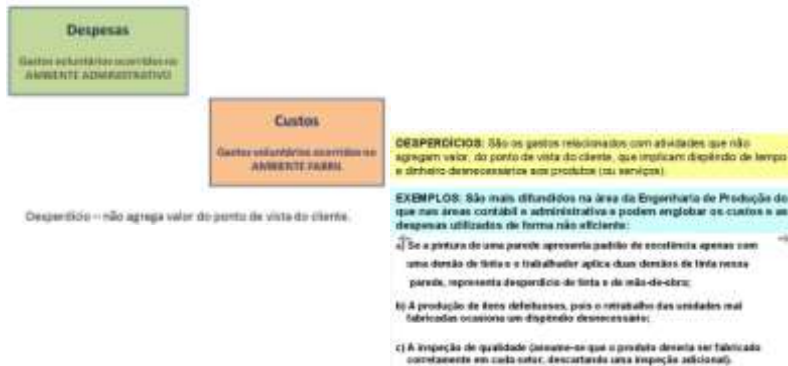 Despesas
Gastos voluntários ocorridos no
AMBIENTE ADMINISTRATIVO
Custos
Gastos voluntários ocorridos no
AMBIENTE FABRIL
Desperdício – não agrega valor do ponto de vista do cliente.
DESPERDÍCIOS: São os gastos relacionados com atividades que não
agregam valor, do ponto de vista do cliente, que implicam dispêndio de tempo
e dinheiro desnecessários aos produtos (ou serviços).
EXEMPLOS: São mais difundidos na área da Engenharia de Produção do
que nas áreas contábil e administrativa e podem englobar os custos e as
despesas utilizados de forma não eficiente:
a) Se a pintura de uma parede apresenta padrão de excelência apenas com
uma demão de tinta e o trabalhador aplica duas demãos de tinta nessa
parede, representa desperdício de tinta e de mão-de-obra;
b) A produção de itens defeituosos, pois o retrabalho das unidades mal
fabricadas ocasiona um dispêndio desnecessário;
c) A inspeção de qualidade (assume-se que o produto deveria ser fabricado
corretamente em cada setor, descartando uma inspeção adicional).